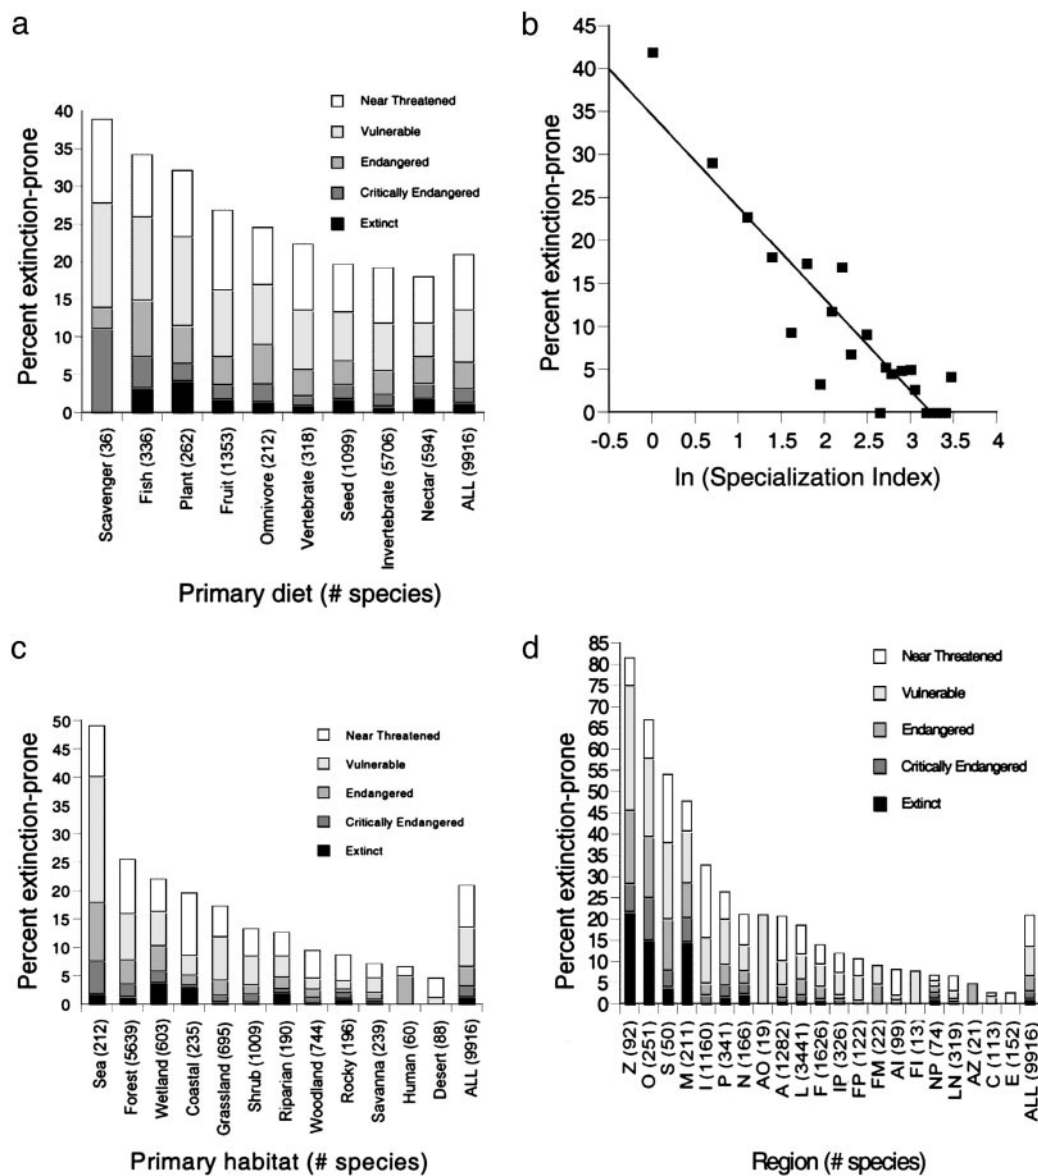 a
Percent extinction-prone
40
35
30
25
20
15
10
5
0
Near Threatened
Vulnerable
Endangered
Critically Endangered
Extinct
Scavenger (36)
Fish (336)
Plant (262)
Fruit (1353)
Omnivore (212)
Vertebrate (318)
Seed (1099)
Invertebrate (5706)
Nectar (594)
ALL (9916)
Primary diet (# species)
b
Percent extinction-prone
45
40
35
30
25
20
15
10
5
0
-0.5 0 0.5 1 1.5 2 2.5 3 3.5 4
ln (Specialization Index)
c
Percent extinction-prone
50
45
40
35
30
25
20
15
10
5
0
Near Threatened
Vulnerable
Endangered
Critically Endangered
Extinct
Sea (212)
Forest (5639)
Wetland (603)
Coastal (235)
Grassland (695)
Shrub (1009)
Riparian (190)
Woodland (744)
Rocky (196)
Savanna (239)
Human (60)
Desert (88)
ALL (9916)
Primary habitat (# species)
d
Percent extinction-prone
85
80
75
70
65
60
55
50
45
40
35
30
25
20
15
10
5
0
Near Threatened
Vulnerable
Endangered
Critically Endangered
Extinct
Z (92)
O (251)
S (50)
M (211)
I (160)
P (341)
N (166)
AO (19)
A (1282)
L (3441)
F (1626)
IP (326)
FP (122)
FM (22)
AI (99)
FI (13)
NP (74)
LN (319)
AZ (21)
C (113)
E (152)
ALL (9916)
Region (# species)